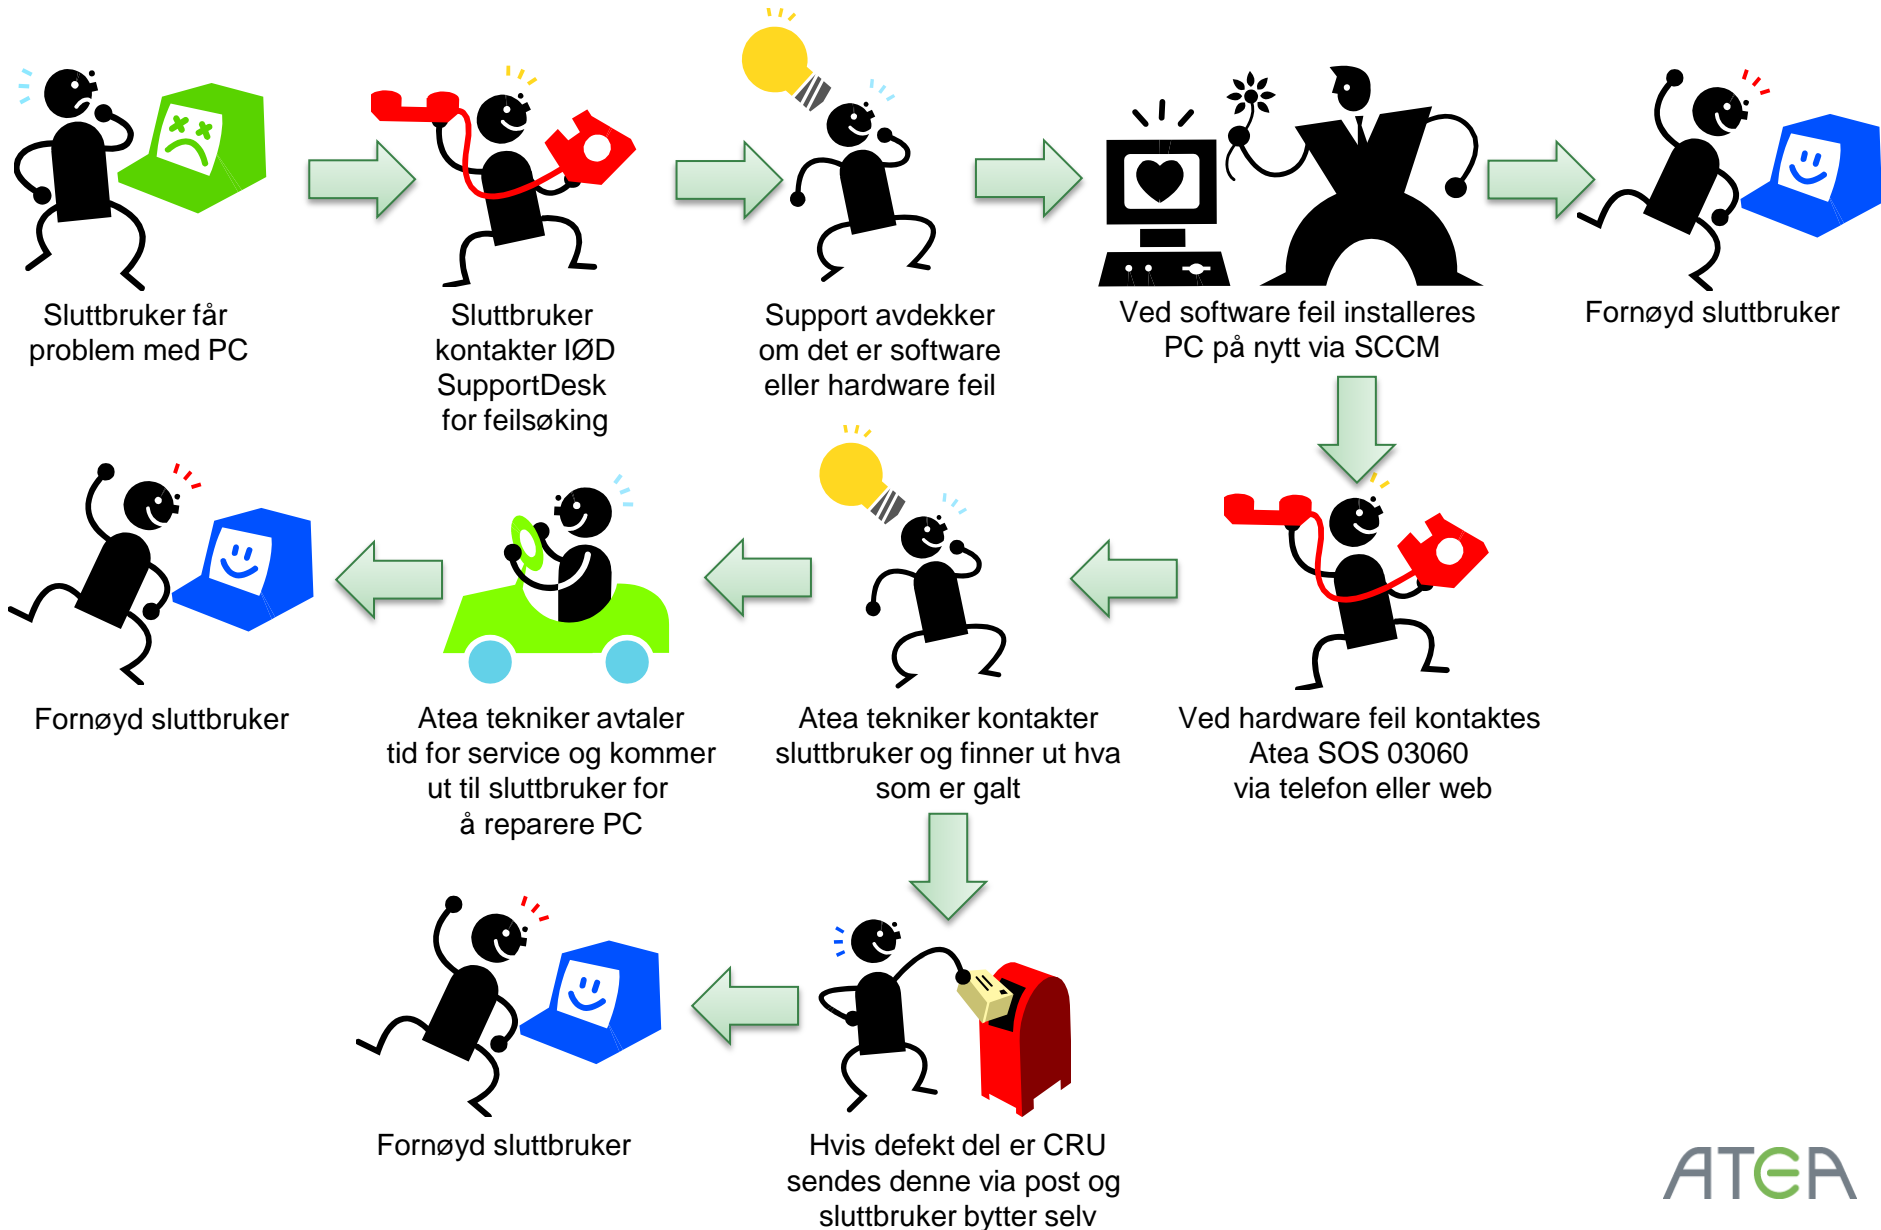 Sluttbruker får
problem med PC
Sluttbruker
kontakter IØD
SupportDesk
for feilsøking
Support avdekker
om det er software
eller hardware feil
Ved software feil installeres
PC på nytt via SCCM
Fornøyd sluttbruker
Fornøyd sluttbruker
Atea tekniker avtaler
tid for service og kommer
ut til sluttbruker for
å reparere PC
Atea tekniker kontakter
sluttbruker og finner ut hva
som er galt
Ved hardware feil kontaktes
Atea SOS 03060
via telefon eller web
Fornøyd sluttbruker
Hvis defekt del er CRU
sendes denne via post og
sluttbruker bytter selv
ATEA